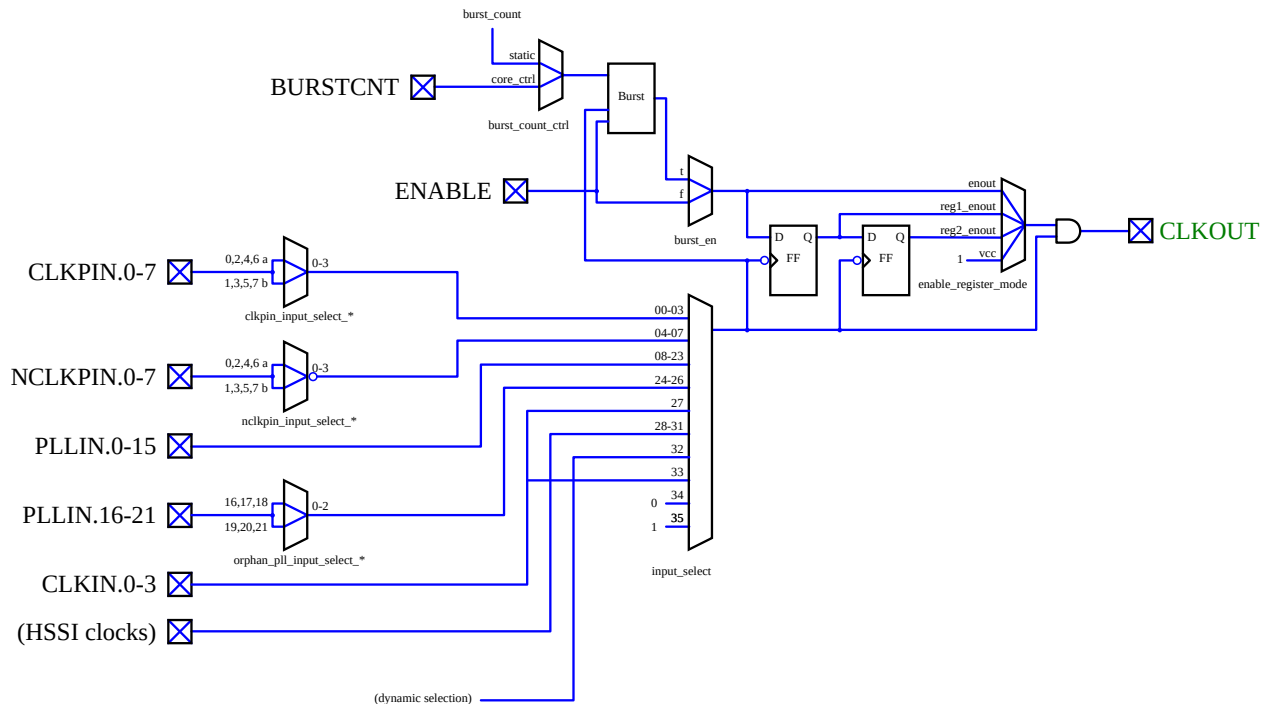 burst_count
static
BURSTCNT
core_ctrl
Burst
burst_count_ctrl
ENABLE
t
f
burst_en
enout
reg1_enout
reg2_enout
1 vcc
enable_register_mode
D Q
FF
D Q
FF
CLKOUT
CLKPIN.0-7
0,2,4,6 a
1,3,5,7 b
0-3
clkpin_input_select_*
NCLKPIN.0-7
0,2,4,6 a
1,3,5,7 b
0-3
nclkpin_input_select_*
PLLIN.0-15
PLLIN.16-21
16,17,18
19,20,21
0-2
orphan_pll_input_select_*
CLKIN.0-3
(HSSI clocks)
(dynamic selection)
00-03
04-07
08-23
24-26
27
28-31
32
33
0 34
1 35
input_select